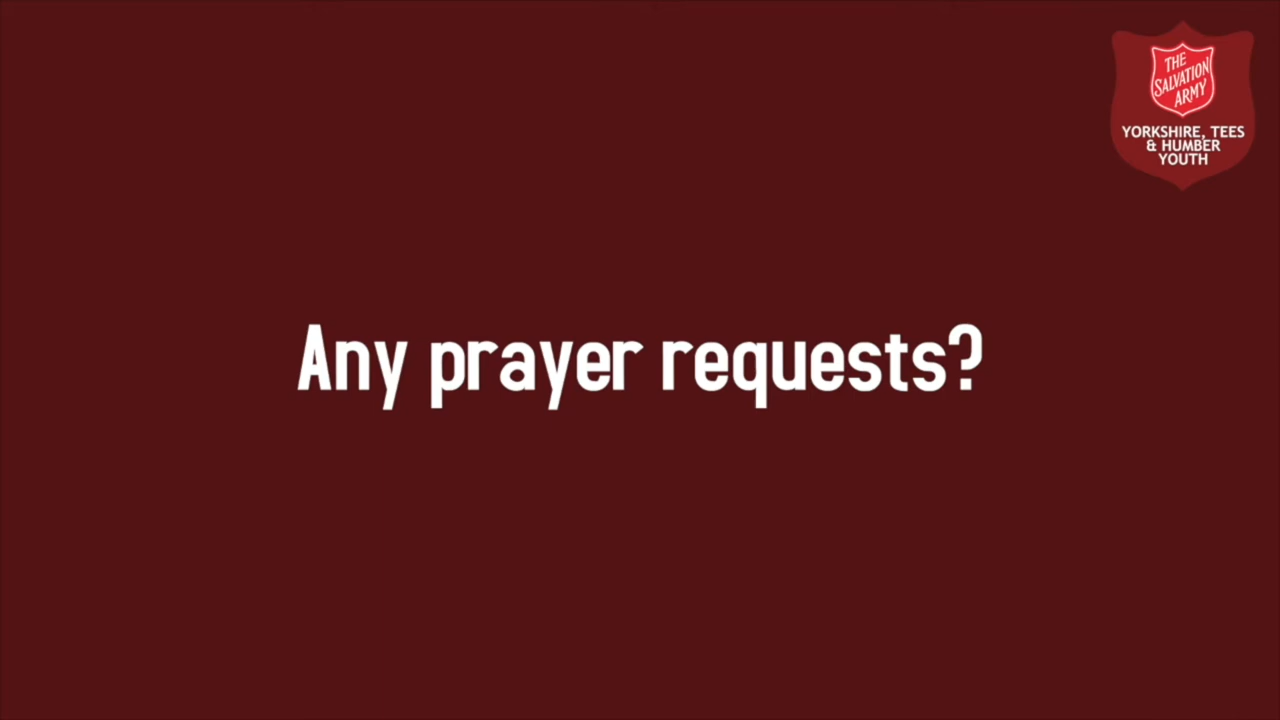 THE
SALVATION
ARMY
YORKSHIRE, TEES
& HUMBER
YOUTH
Any prayer requests?